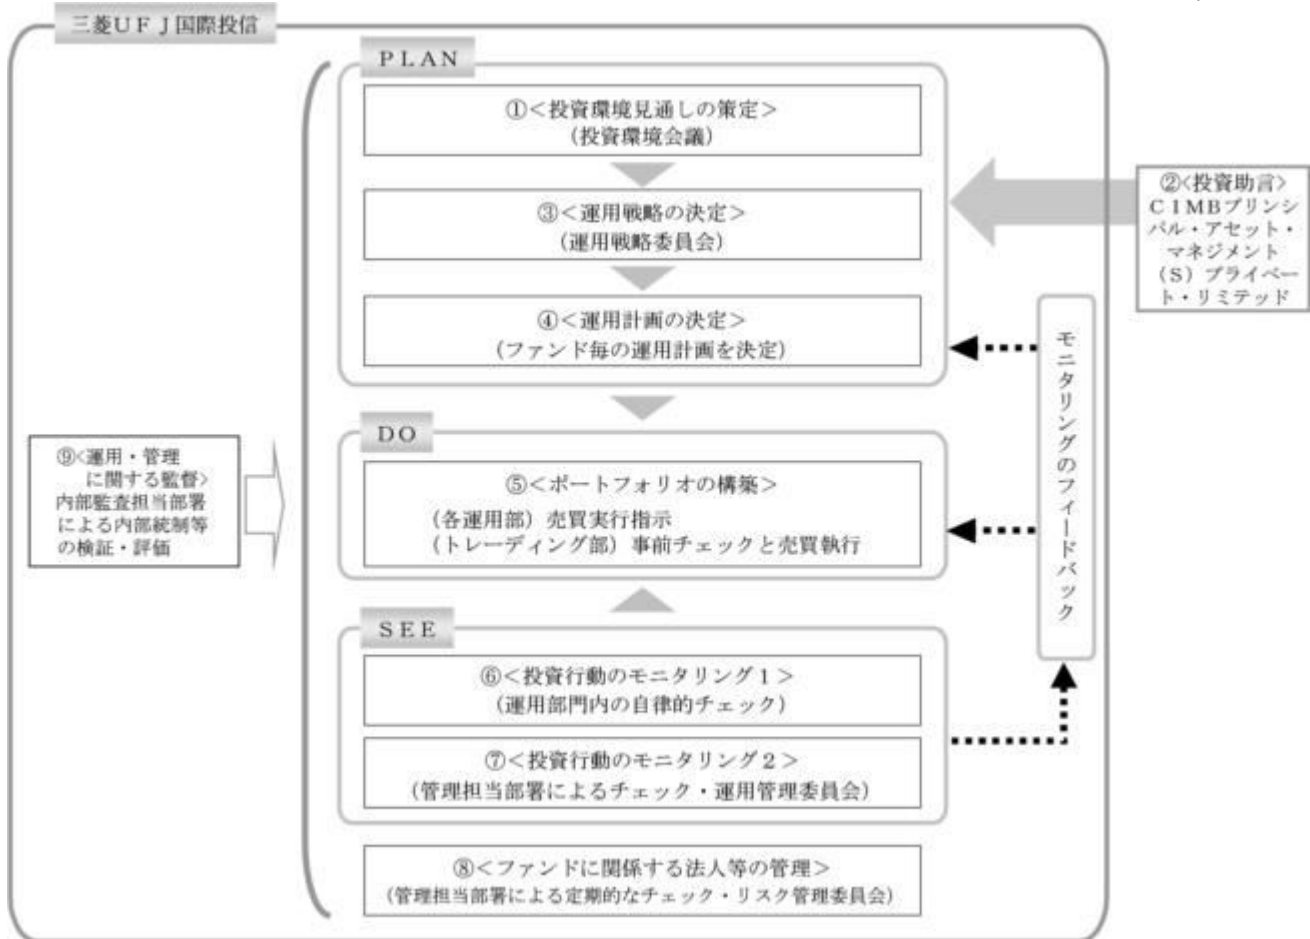 三菱UFJ国際投信
PLAN
①<投資環境見通しの策定>
(投資環境会議)
②<投資助言>
CIMBプリンシ
パル・アセット・
マネジメント
(S)プライベー
ト・リミテッド
③<運用戦略の決定>
(運用戦略委員会)
④<運用計画の決定>
(ファンド毎の運用計画を決定)
モニタリングのフィードバック
DO
⑤<ポートフォリオの構築>
(各運用部)売買実行指示
(トレーディング部)事前チェックと売買執行
⑨<運用・管理
に関する監督>
内部監査担当部署
による内部統制等
の検証・評価
SEE
⑥<投資行動のモニタリング1>
(運用部門内の自律的チェック)
⑦<投資行動のモニタリング2>
(管理担当部署によるチェック・運用管理委員会)
⑧<ファンドに関係する法人等の管理>
(管理担当部署による定期的なチェック・リスク管理委員会)